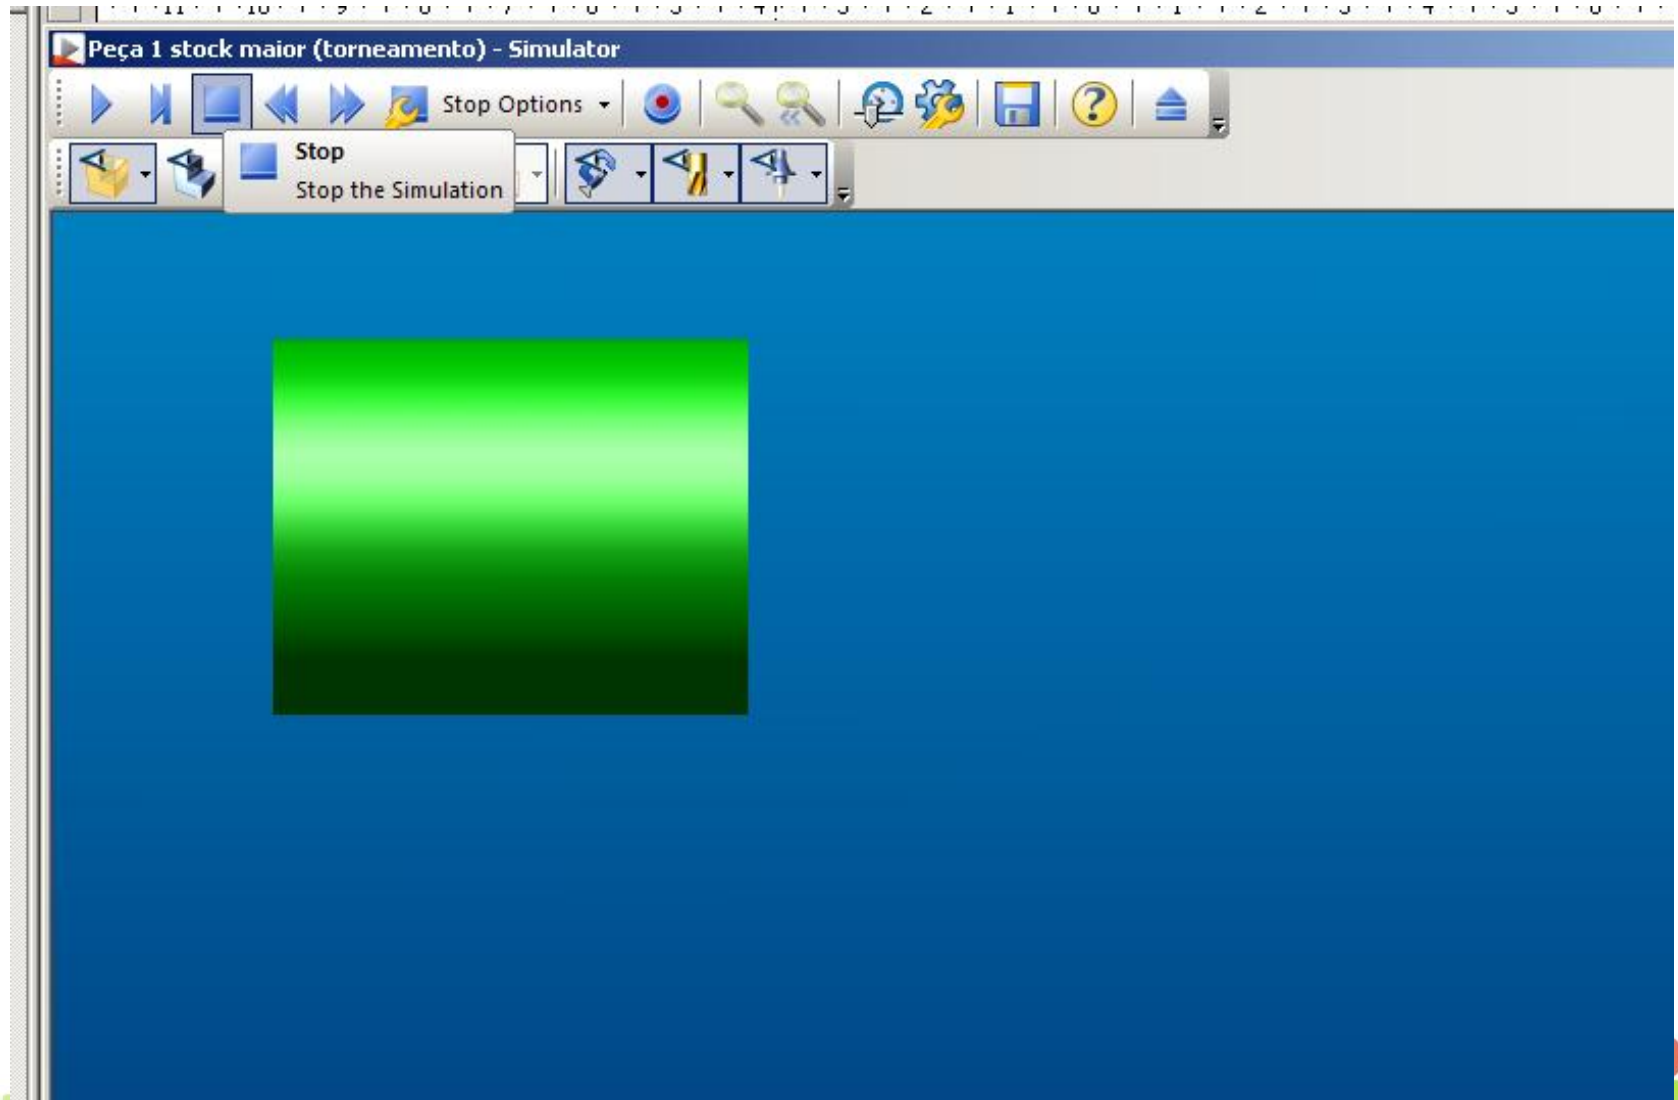 Peça 1 stock maior (torneamento) - Simulator
Stop Options
Stop
Stop the Simulation